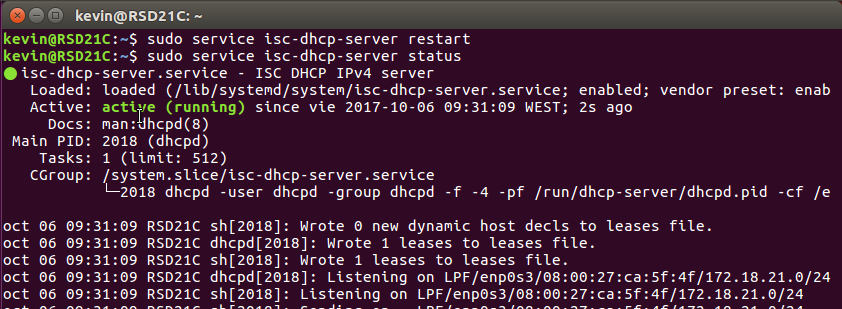 kevin@RSD21C: ~
kevin@RSD21C:~$ sudo service isc-dhcp-server restart
kevin@RSD21C:~$ sudo service isc-dhcp-server status
● isc-dhcp-server.service - ISC DHCP IPv4 server
Loaded: loaded (/lib/systemd/system/isc-dhcp-server.service; enabled; vendor preset: enab
Active: active (running) since vie 2017-10-06 09:31:09 WEST; 2s ago
Docs: man:dhcpd(8)
Main PID: 2018 (dhcpd)
Tasks: 1 (limit: 512)
CGroup: /system.slice/isc-dhcp-server.service
└─2018 dhcpd -user dhcpd -group dhcpd -f -4 -pf /run/dhcp-server/dhcpd.pid -cf /e
oct 06 09:31:09 RSD21C sh[2018]: Wrote 0 new dynamic host decls to leases file.
oct 06 09:31:09 RSD21C dhcpd[2018]: Wrote 1 leases to leases file.
oct 06 09:31:09 RSD21C sh[2018]: Wrote 1 leases to leases file.
oct 06 09:31:09 RSD21C dhcpd[2018]: Listening on LPF/enp0s3/08:00:27:ca:5f:4f/172.18.21.0/24
oct 06 09:31:09 RSD21C sh[2018]: Listening on LPF/enp0s3/08:00:27:ca:5f:4f/172.18.21.0/24